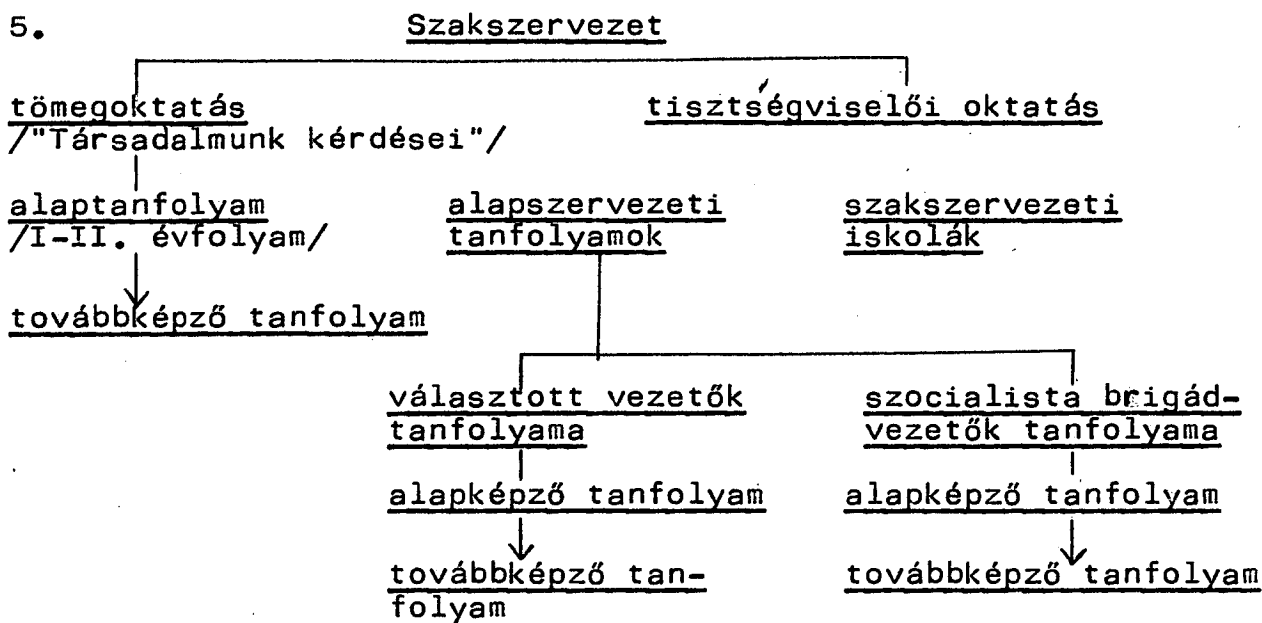 5. Szakszervezet
tömegoktatás
/"Társadalmunk kérdései"/
tisztségviselői oktatás
alaptanfolyam
/I-II. évfolyam/
alapszervezeti
tanfolyamok
szakszervezeti
iskolák
továbbképző tanfolyam
választott vezetők
tanfolyama
szocialista brigád-
vezetők tanfolyama
alapképző tanfolyam
alapképző tanfolyam
továbbképző tan-
folyam
továbbképző tanfolyam